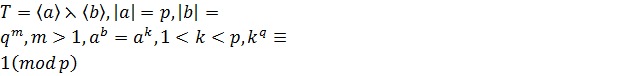 T = ⟨a⟩ ⋋ ⟨b⟩, |a| = p, |b| =
q^m, m > 1, a^b = a^k, 1 < k < p, k^q ≡
1(mod p)